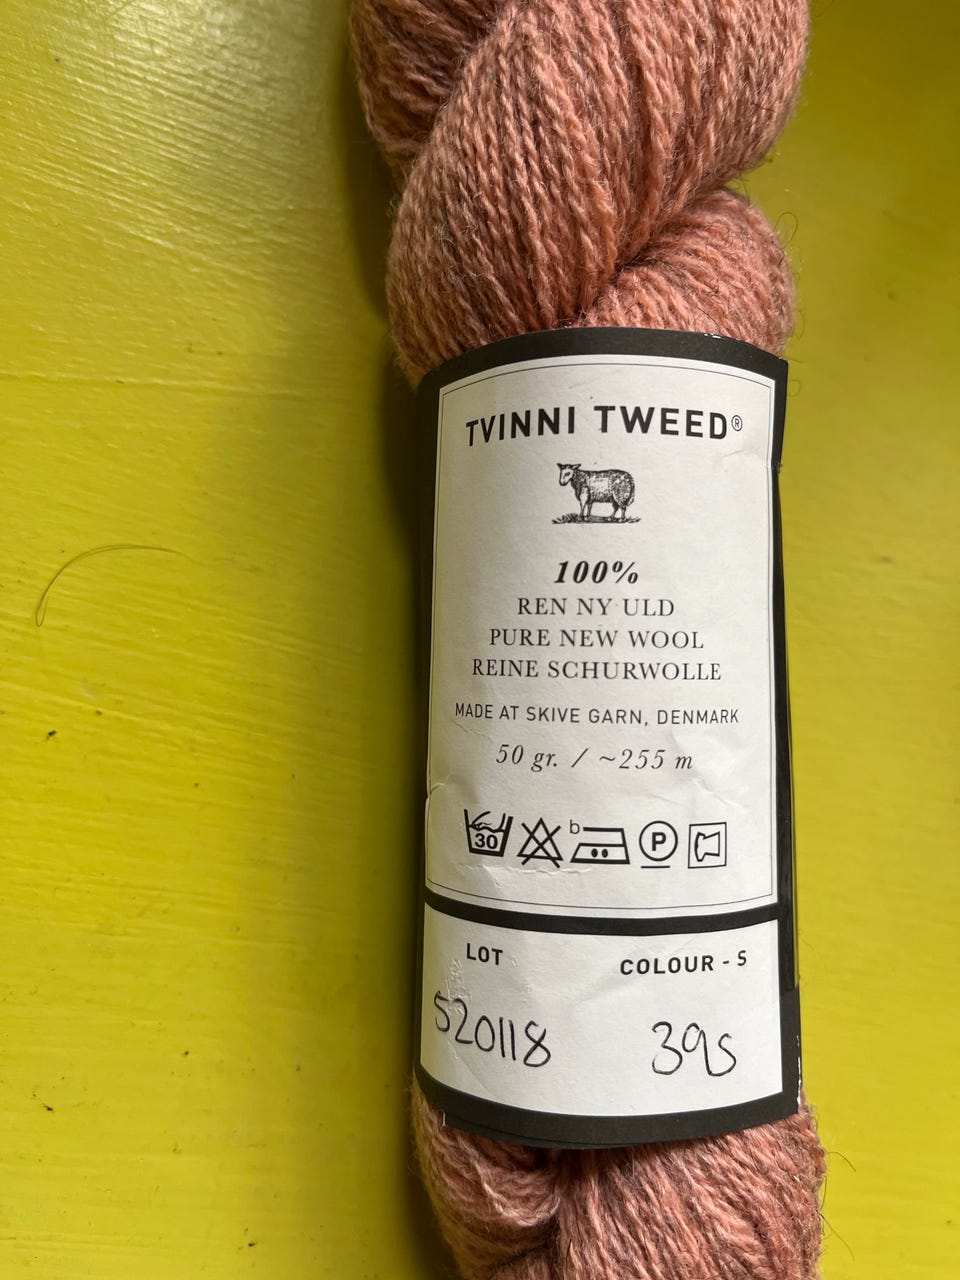 TVINNI TWEED®
100%
REN NY ULD
PURE NEW WOOL
REINE SCHURWOLLE
MADE AT SKIVE GARN, DENMARK
50 gr. / ~255 m
30 b P
LOT COLOUR - S
520118 39s